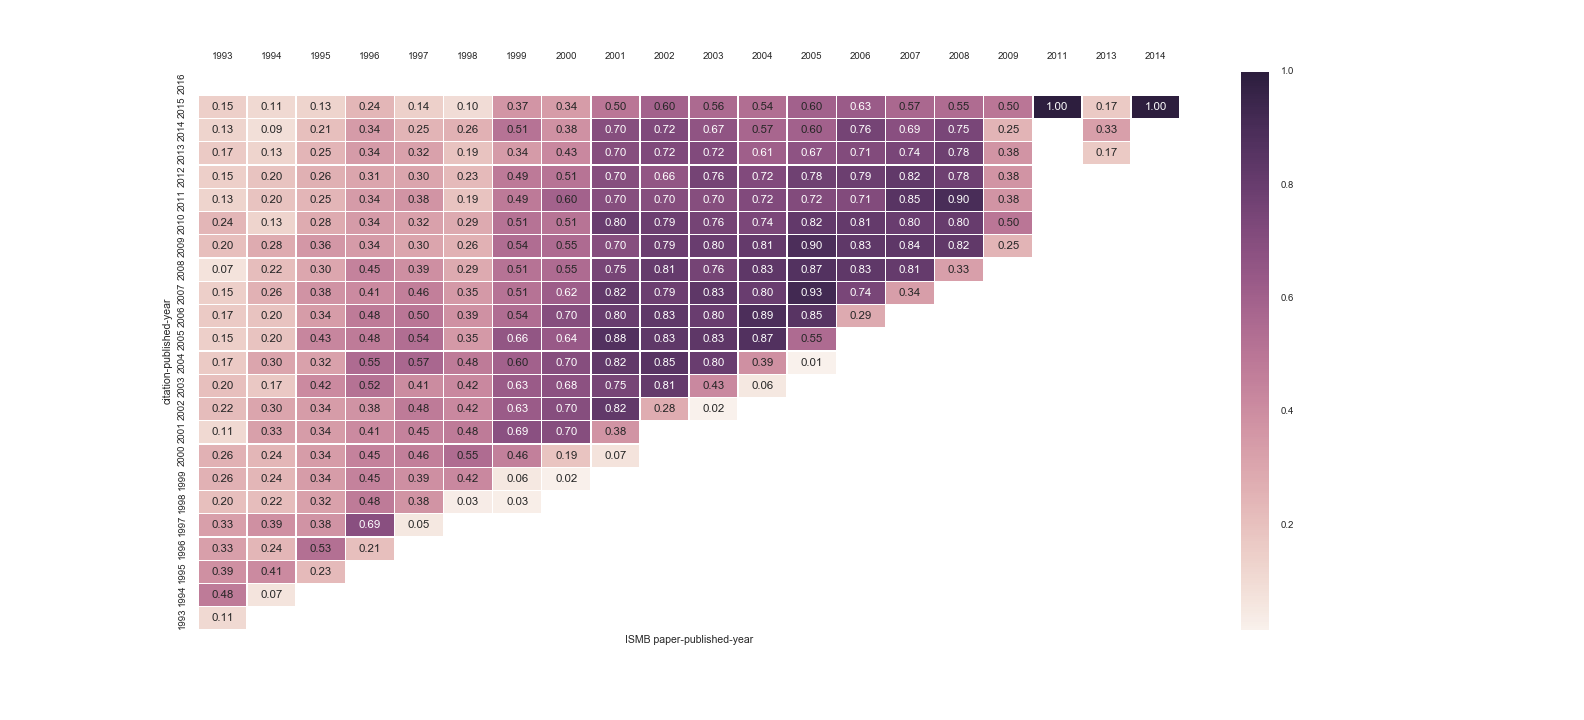 1993 1994 1995 1996 1997 1998 1999 2000 2001 2002 2003 2004 2005 2006 2007 2008 2009 2011 2013 2014
2016
2015 0.15 0.11 0.13 0.24 0.14 0.10 0.37 0.34 0.50 0.60 0.56 0.54 0.60 0.63 0.57 0.55 0.50 1.00 0.17 1.00
2014 0.13 0.09 0.21 0.34 0.25 0.26 0.51 0.38 0.70 0.72 0.67 0.57 0.60 0.76 0.69 0.75 0.25 0.33
2013 0.17 0.13 0.25 0.34 0.32 0.19 0.34 0.43 0.70 0.72 0.72 0.61 0.67 0.71 0.74 0.78 0.38 0.17
2012 0.15 0.20 0.26 0.31 0.30 0.23 0.49 0.51 0.70 0.66 0.76 0.72 0.78 0.79 0.82 0.78 0.38
2011 0.13 0.20 0.25 0.34 0.38 0.19 0.49 0.60 0.70 0.70 0.70 0.72 0.72 0.71 0.85 0.90 0.38
2010 0.24 0.13 0.28 0.34 0.32 0.29 0.51 0.51 0.80 0.79 0.76 0.74 0.82 0.81 0.80 0.80 0.50
2009 0.20 0.28 0.36 0.34 0.30 0.26 0.54 0.55 0.70 0.79 0.80 0.81 0.90 0.83 0.84 0.82 0.25
2008 0.07 0.22 0.30 0.45 0.39 0.29 0.51 0.55 0.75 0.81 0.76 0.83 0.87 0.83 0.81 0.33
2007 0.15 0.26 0.38 0.41 0.46 0.35 0.51 0.62 0.82 0.79 0.83 0.80 0.93 0.74 0.34
2006 0.17 0.20 0.34 0.48 0.50 0.39 0.54 0.70 0.80 0.83 0.80 0.89 0.85 0.29
2005 0.15 0.20 0.43 0.48 0.54 0.35 0.66 0.64 0.88 0.83 0.83 0.87 0.55
2004 0.17 0.30 0.32 0.55 0.57 0.48 0.60 0.70 0.82 0.85 0.80 0.39 0.01
2003 0.20 0.17 0.42 0.52 0.41 0.42 0.63 0.68 0.75 0.81 0.43 0.06
2002 0.22 0.30 0.34 0.38 0.48 0.42 0.63 0.70 0.82 0.28 0.02
2001 0.11 0.33 0.34 0.41 0.45 0.48 0.69 0.70 0.38
2000 0.26 0.24 0.34 0.45 0.46 0.55 0.46 0.19 0.07
1999 0.26 0.24 0.34 0.45 0.39 0.42 0.06 0.02
1998 0.20 0.22 0.32 0.48 0.38 0.03 0.03
1997 0.33 0.39 0.38 0.69 0.05
1996 0.33 0.24 0.53 0.21
1995 0.39 0.41 0.23
1994 0.48 0.07
1993 0.11
citation-published-year
ISMB paper-published-year
1.0
0.8
0.6
0.4
0.2